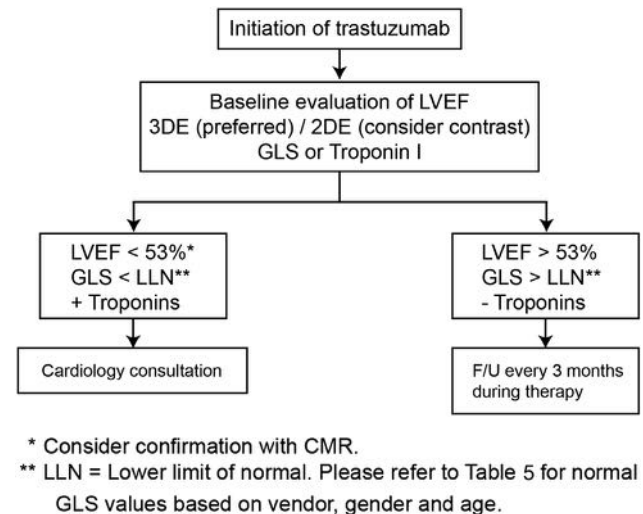 Initiation of trastuzumab
Baseline evaluation of LVEF
3DE (preferred) / 2DE (consider contrast)
GLS or Troponin I
LVEF < 53%*
GLS < LLN**
+ Troponins
LVEF > 53%
GLS > LLN**
- Troponins
Cardiology consultation
F/U every 3 months
during therapy
* Consider confirmation with CMR.
** LLN = Lower limit of normal. Please refer to Table 5 for normal
GLS values based on vendor, gender and age.